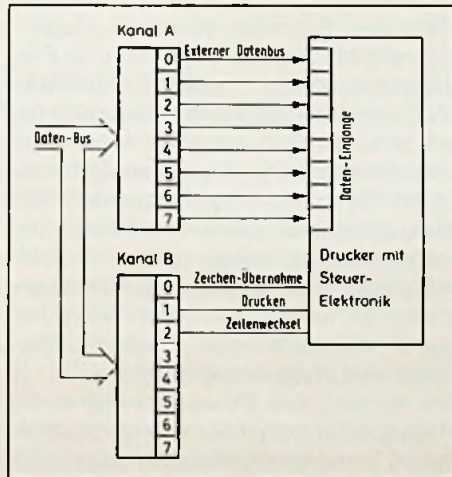 Kanal A
0
Externer Datenbus
1
2
3
4
5
6
7
Daten-Bus
Daten-Eingänge
Drucker mit
Steuer-
Elektronik
Kanal B
0
Zeichen-Übernahme
1
Drucken
2
Zeilenwechsel
3
4
5
6
7